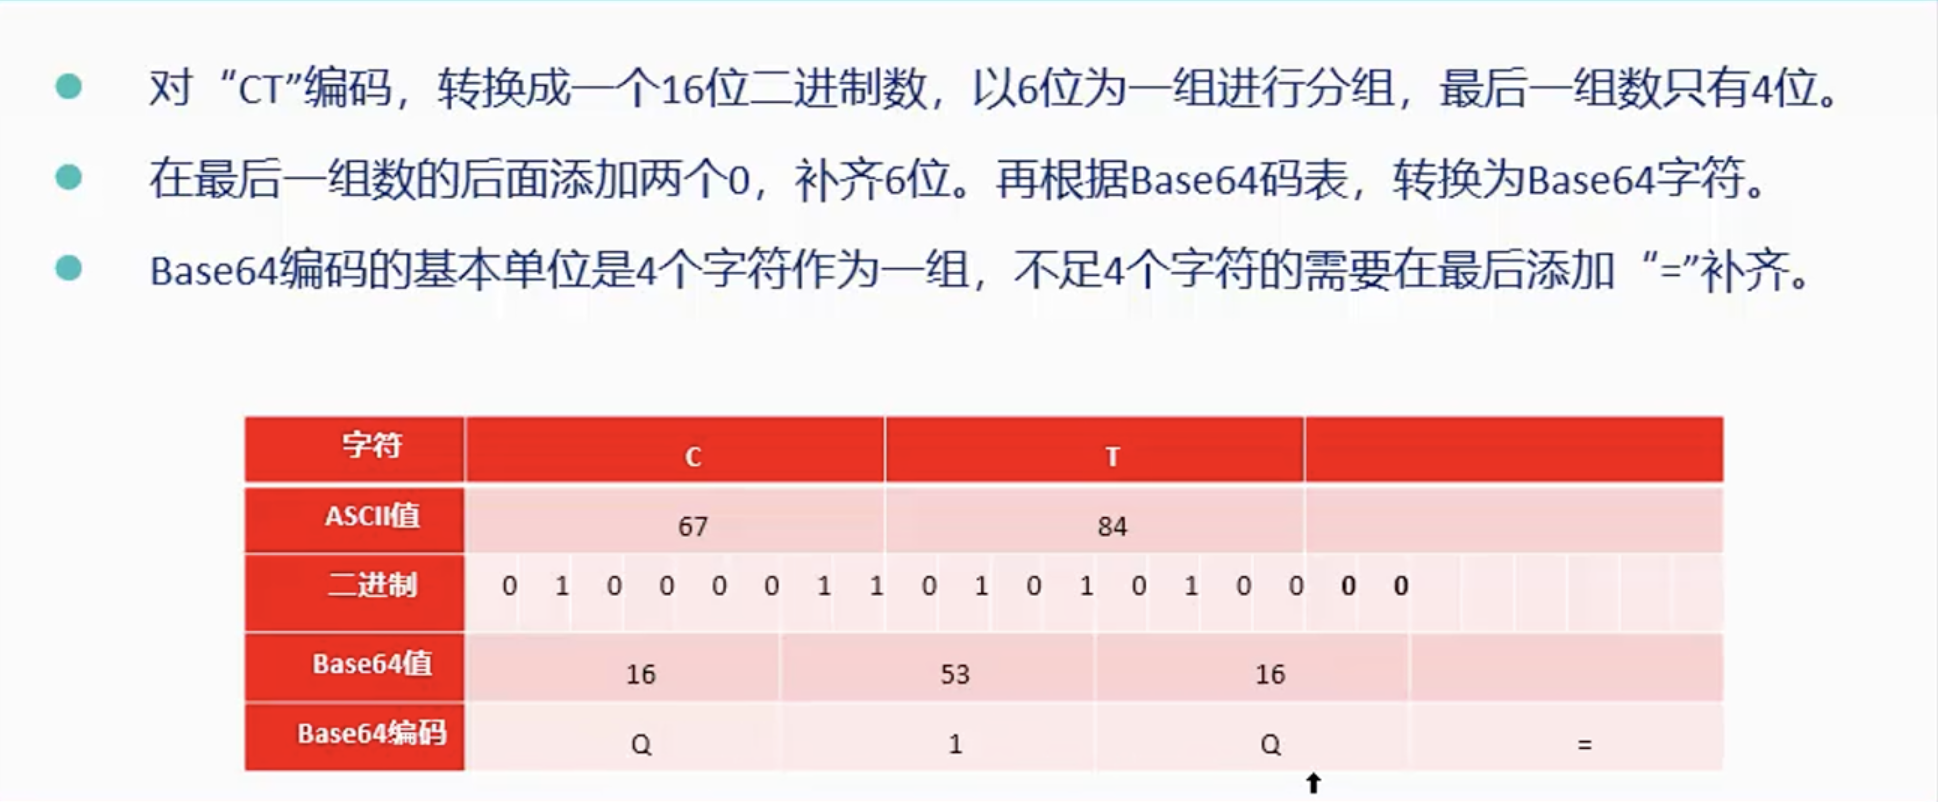 对“CT”编码，转换成一个16位二进制数，以6位为一组进行分组，最后一组数只有4位。
在最后一组数的后面添加两个0，补齐6位。再根据Base64码表，转换为Base64字符。
Base64编码的基本单位是4个字符作为一组，不足4个字符的需要在最后添加“=”补齐。
字符 C T
ASCII值 67 84
二进制 0 1 0 0 0 0 1 1 0 1 0 1 0 1 0 0 0 0
Base64值 16 53 16
Base64编码 Q 1 Q =